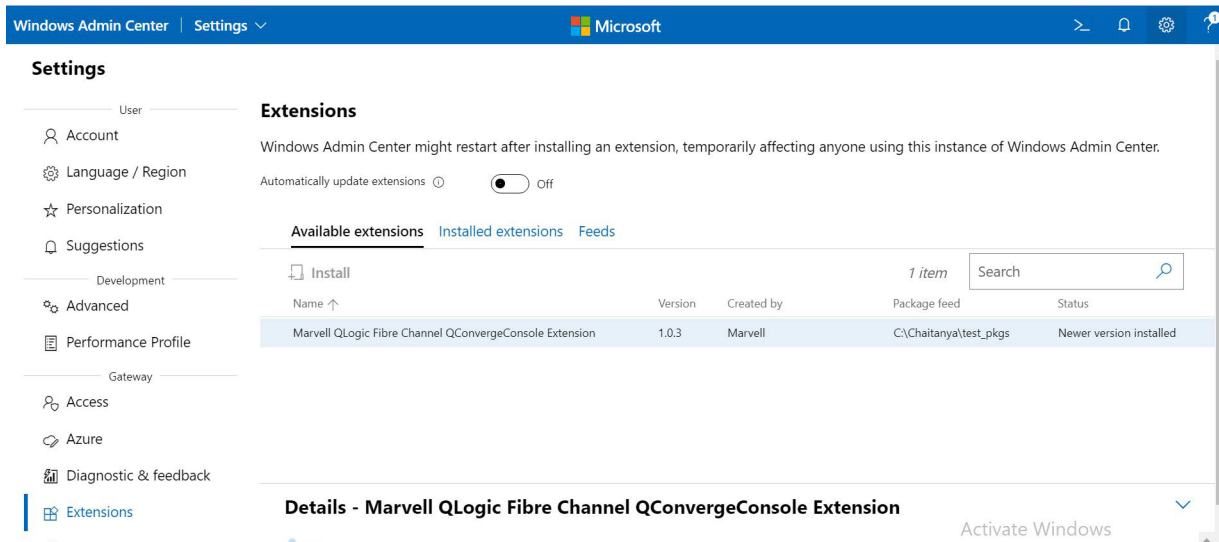 Windows Admin Center | Settings
Microsoft
1
Settings
User
Account
Language / Region
Personalization
Suggestions
Development
Advanced
Performance Profile
Gateway
Access
Azure
Diagnostic & feedback
Extensions
Extensions
Windows Admin Center might restart after installing an extension, temporarily affecting anyone using this instance of Windows Admin Center.
Automatically update extensions Off
Available extensions Installed extensions Feeds
Install 1 item Search
Name Version Created by Package feed Status
Marvell QLogic Fibre Channel QConvergeConsole Extension 1.0.3 Marvell C:\Chaitanya\test_pkgs Newer version installed
Details - Marvell QLogic Fibre Channel QConvergeConsole Extension
Activate Windows